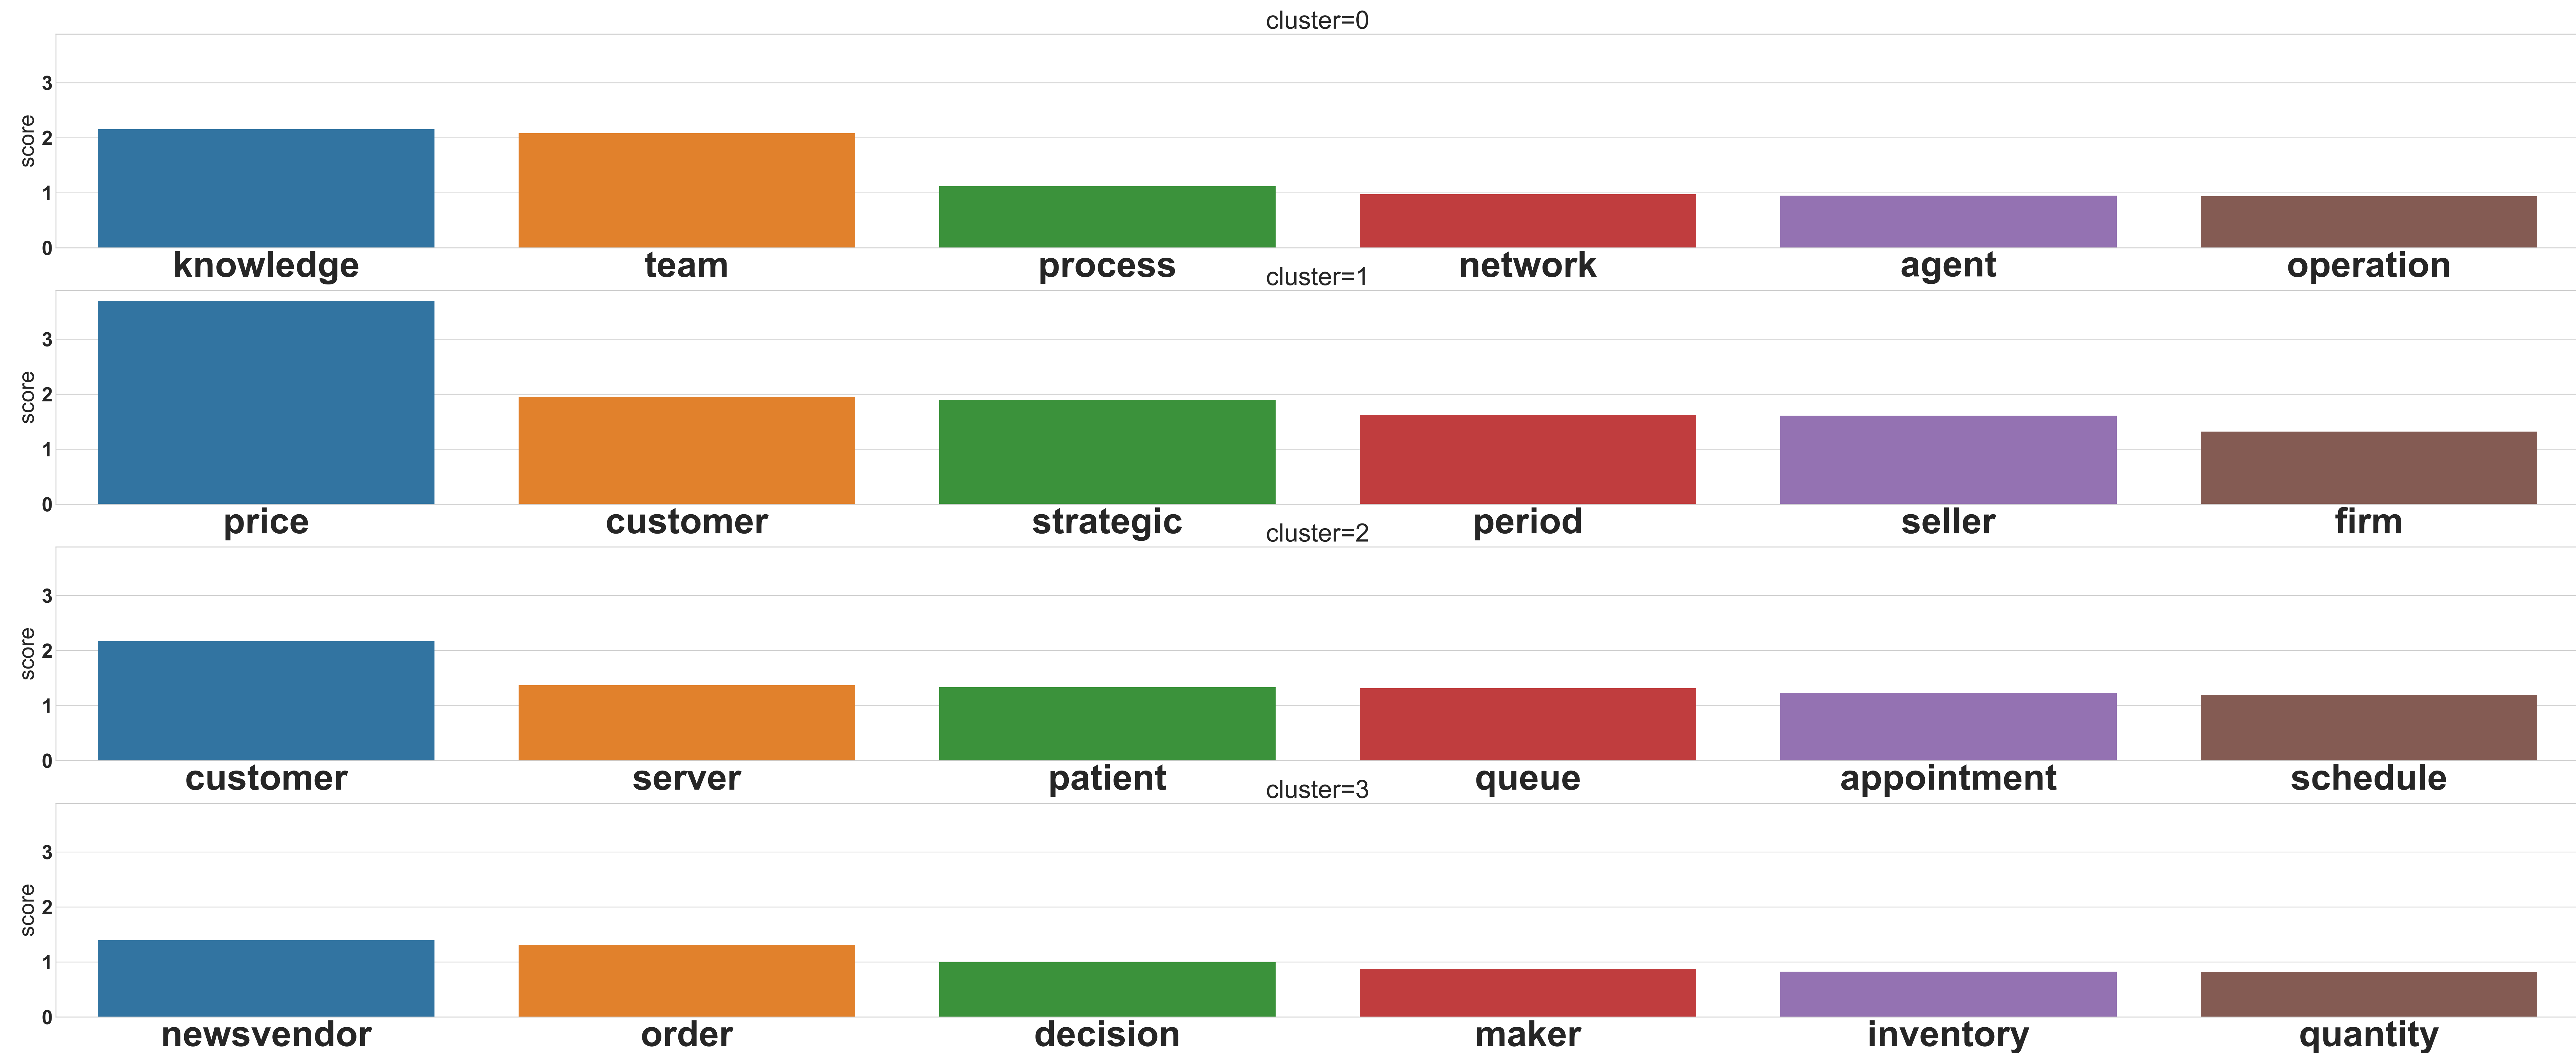 cluster=0
3
2
1
0
score
knowledge team process network agent operation
cluster=1
3
2
1
0
score
price customer strategic period seller firm
cluster=2
3
2
1
0
score
customer server patient queue appointment schedule
cluster=3
3
2
1
0
score
newsvendor order decision maker inventory quantity